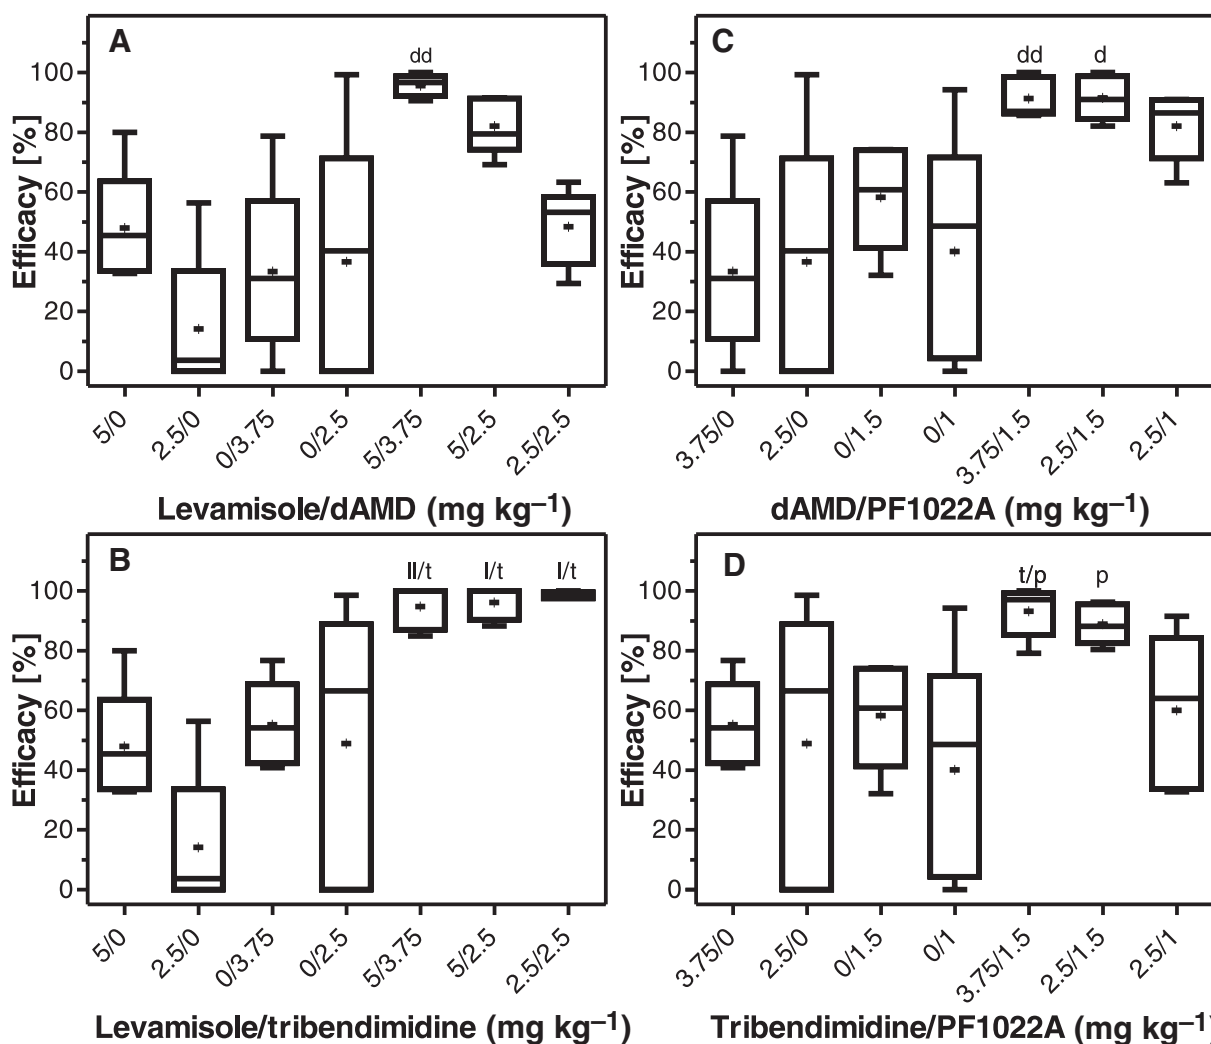 A
dd
Efficacy [%]
100
80
60
40
20
0
5/0
2.5/0
0/3.75
0/2.5
5/3.75
5/2.5
2.5/2.5
Levamisole/dAMD (mg kg–1)
C
dd
d
Efficacy [%]
100
80
60
40
20
0
3.75/0
2.5/0
0/1.5
0/1
3.75/1.5
2.5/1.5
2.5/1
dAMD/PF1022A (mg kg–1)
B
ll/t
l/t
l/t
Efficacy [%]
100
80
60
40
20
0
5/0
2.5/0
0/3.75
0/2.5
5/3.75
5/2.5
2.5/2.5
Levamisole/tribendimidine (mg kg–1)
D
t/p
p
Efficacy [%]
100
80
60
40
20
0
3.75/0
2.5/0
0/1.5
0/1
3.75/1.5
2.5/1.5
2.5/1
Tribendimidine/PF1022A (mg kg–1)